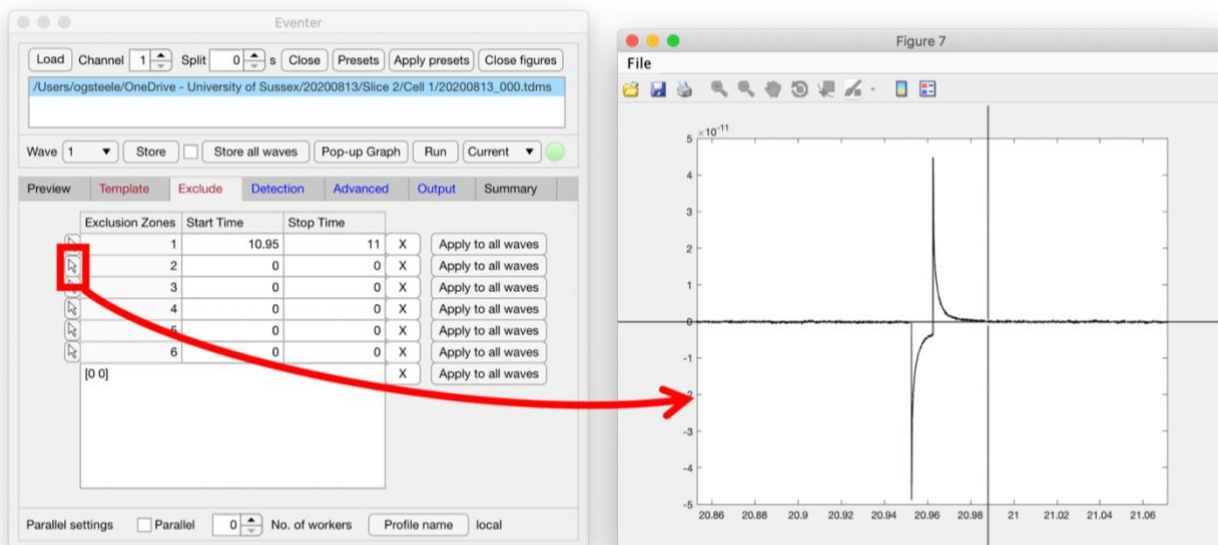 Eventer
Load Channel 1 Split 0 s Close Presets Apply presets Close figures
/Users/ogsteele/OneDrive - University of Sussex/20200813/Slice 2/Cell 1/20200813_000.tdms
Wave 1 Store Store all waves Pop-up Graph Run Current
Preview Template Exclude Detection Advanced Output Summary
Exclusion Zones Start Time Stop Time
1 10.95 11 X Apply to all waves
2 0 0 X Apply to all waves
3 0 0 X Apply to all waves
4 0 0 X Apply to all waves
5 0 0 X Apply to all waves
6 0 0 X Apply to all waves
[0 0] X Apply to all waves
Parallel settings Parallel 0 No. of workers Profile name local
Figure 7
File
×10⁻¹¹
5
4
3
2
1
0
-1
-2
-3
-4
-5
20.86 20.88 20.9 20.92 20.94 20.96 20.98 21 21.02 21.04 21.06